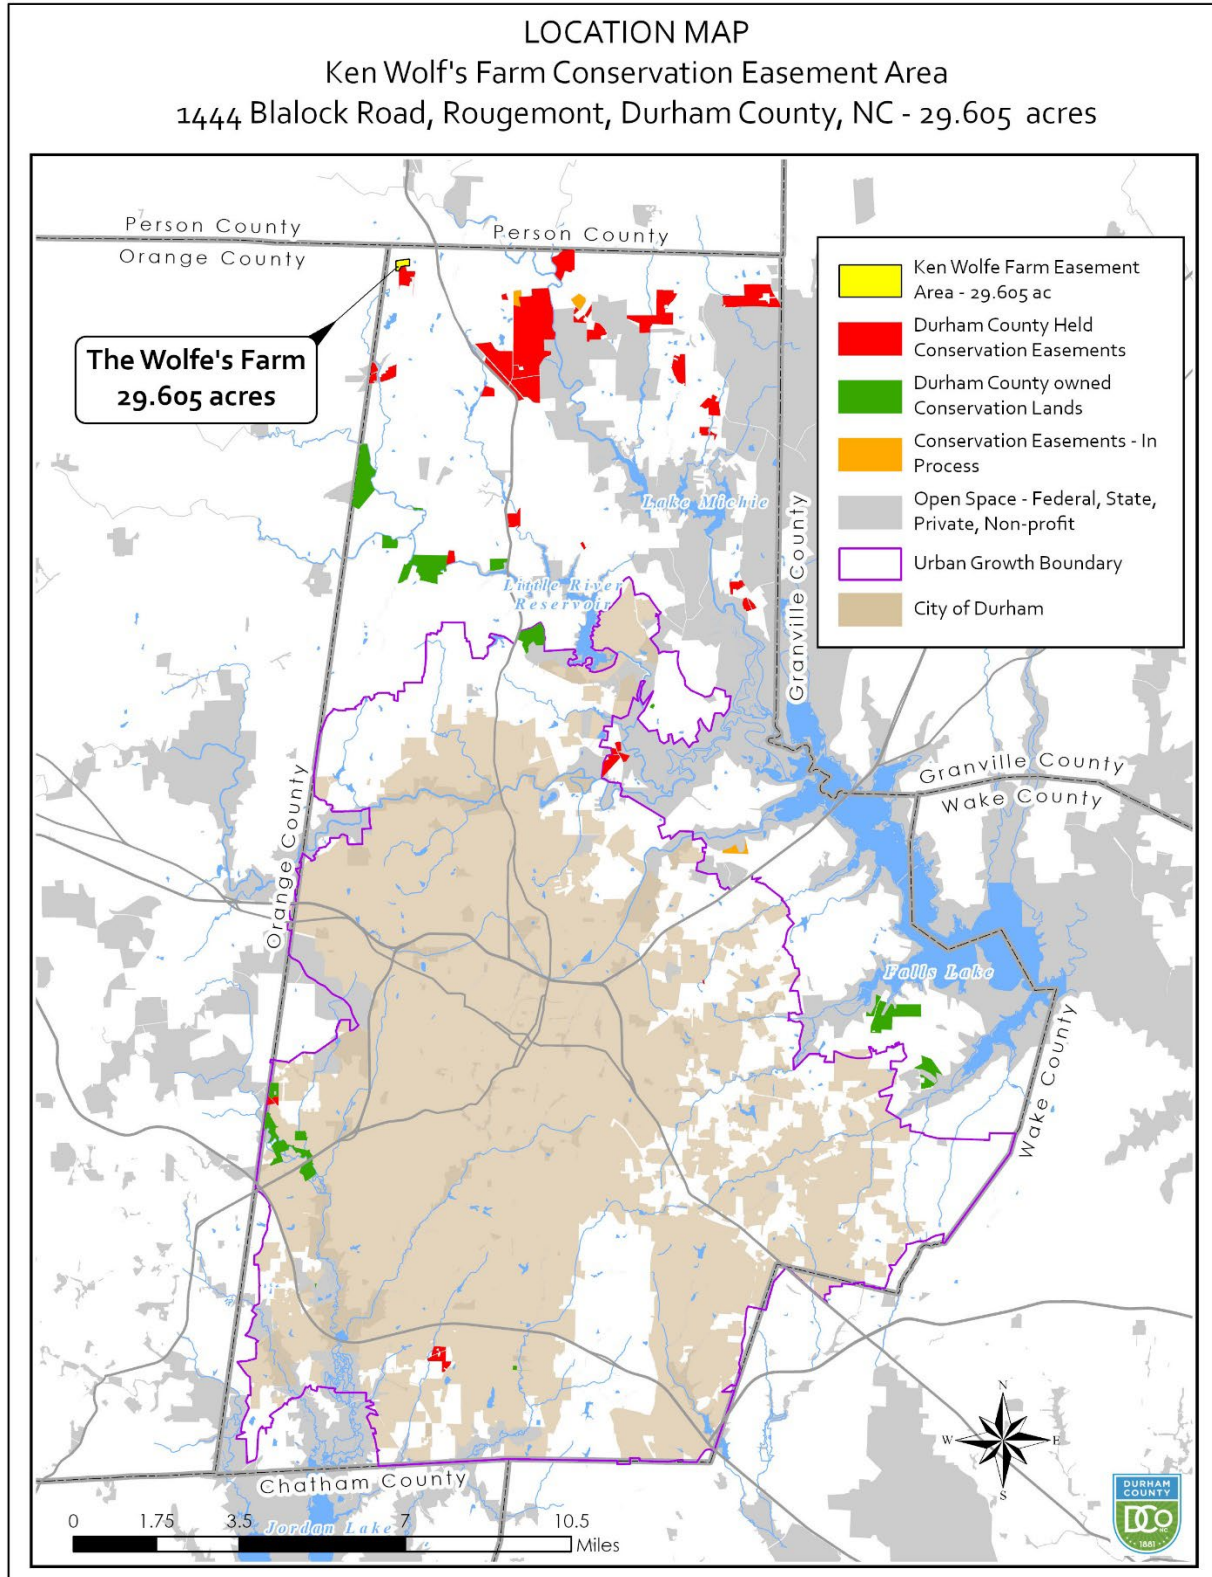 LOCATION MAP
Ken Wolf's Farm Conservation Easement Area
1444 Blalock Road, Rougemont, Durham County, NC - 29.605 acres
Person County
Person County
Orange County
Ken Wolfe Farm Easement
Area - 29.605 ac
Durham County Held
Conservation Easements
Durham County owned
Conservation Lands
Conservation Easements - In
Process
Open Space - Federal, State,
Private, Non-profit
Urban Growth Boundary
City of Durham
The Wolfe's Farm
29.605 acres
Lake Michie
Granville County
Little River
Reservoir
Granville County
Wake County
Orange County
Falls Lake
Wake County
N
W
E
S
Chatham County
Jordan Lake
0 1.75 3.5 7 10.5
Miles
DURHAM
COUNTY
DCo
NC
1881